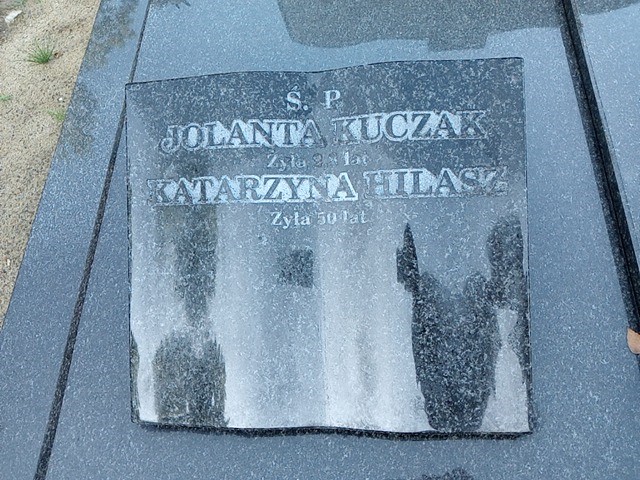 Ś. P.
JOLANTA KUCZAK
Żyła lat
KATARZYNA HILASZ
Żyła 50 lat